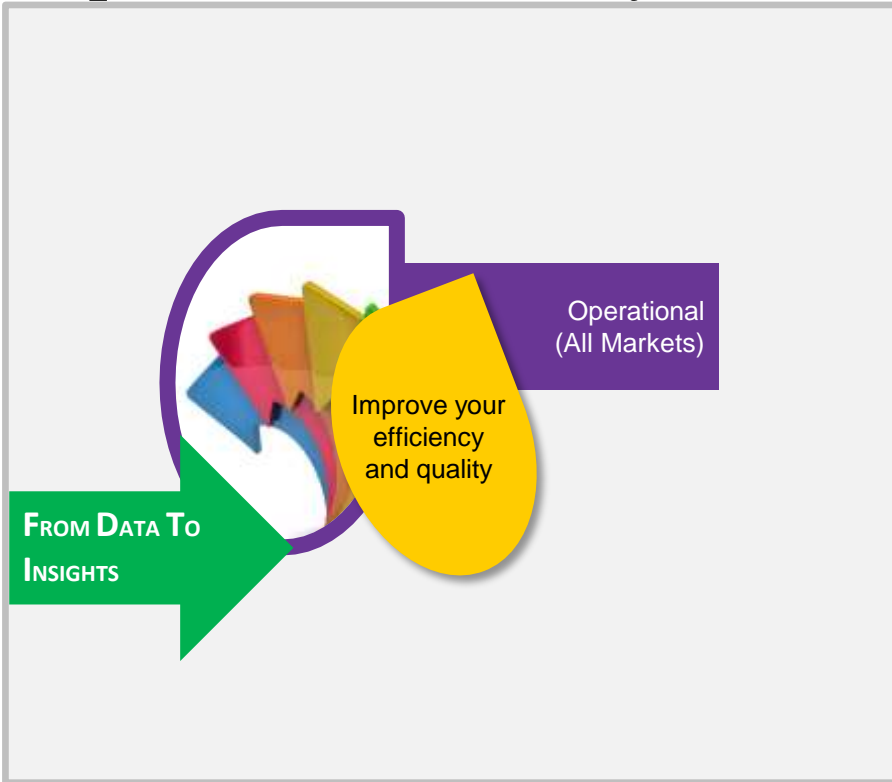 Operational
(All Markets)
Improve your
efficiency
and quality
FROM DATA TO
INSIGHTS